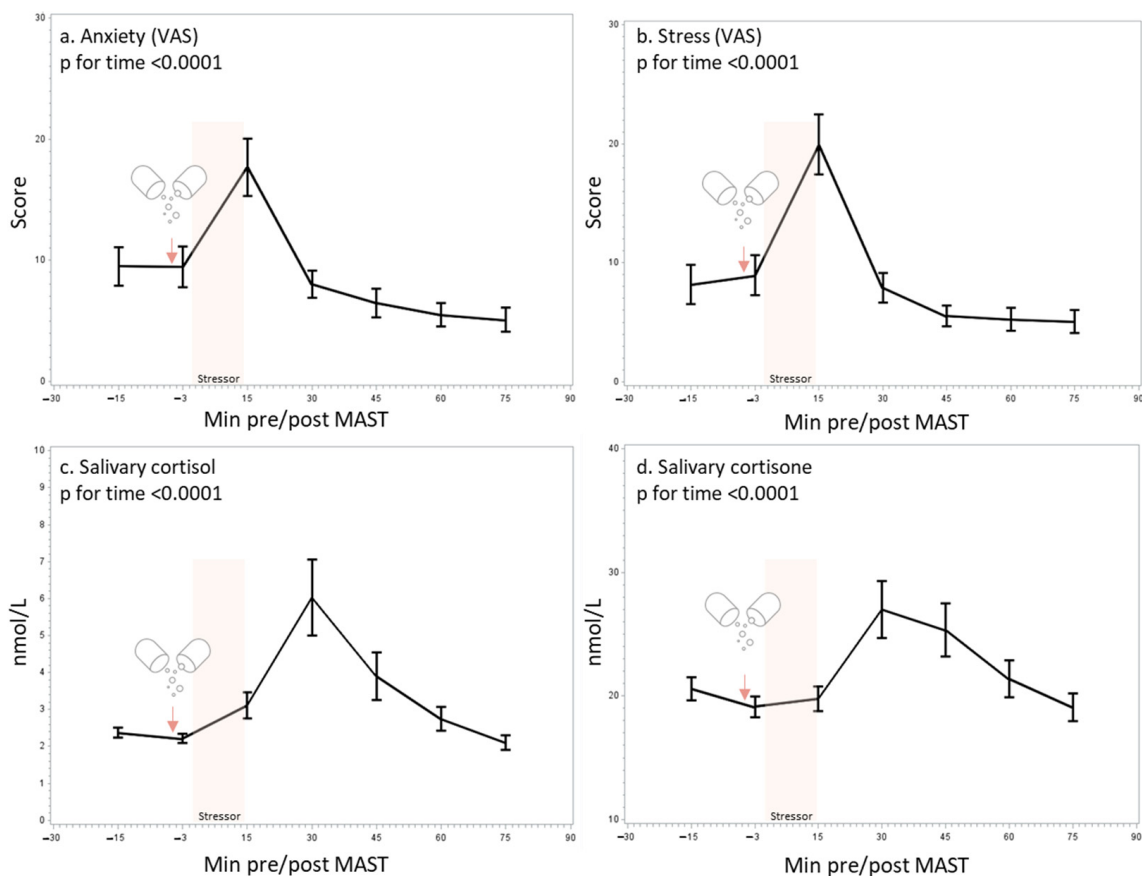 a. Anxiety (VAS)
p for time <0.0001
30
20
10
0
Score
Stressor
−30 −15 −3 15 30 45 60 75 90
Min pre/post MAST
b. Stress (VAS)
p for time <0.0001
30
20
10
0
Score
Stressor
−30 −15 −3 15 30 45 60 75 90
Min pre/post MAST
c. Salivary cortisol
p for time <0.0001
10
9
8
7
6
5
4
3
2
1
0
nmol/L
Stressor
−30 −15 −3 15 30 45 60 75 90
Min pre/post MAST
d. Salivary cortisone
p for time <0.0001
40
30
20
10
nmol/L
Stressor
−30 −15 −3 15 30 45 60 75 90
Min pre/post MAST